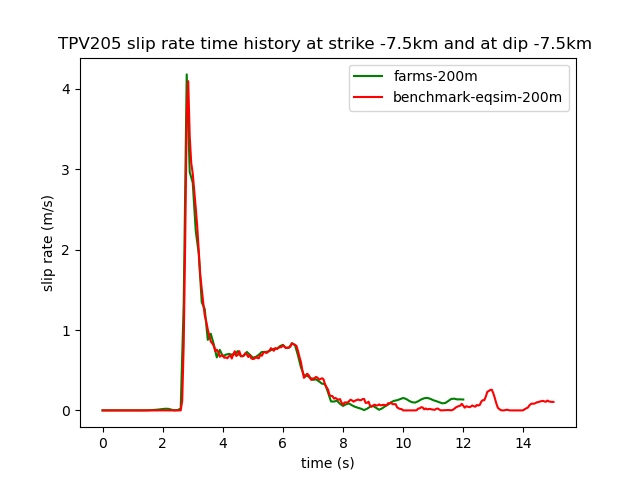 TPV205 slip rate time history at strike -7.5km and at dip -7.5km
farms-200m
benchmark-eqsim-200m
slip rate (m/s)
4
3
2
1
0
0 2 4 6 8 10 12 14
time (s)